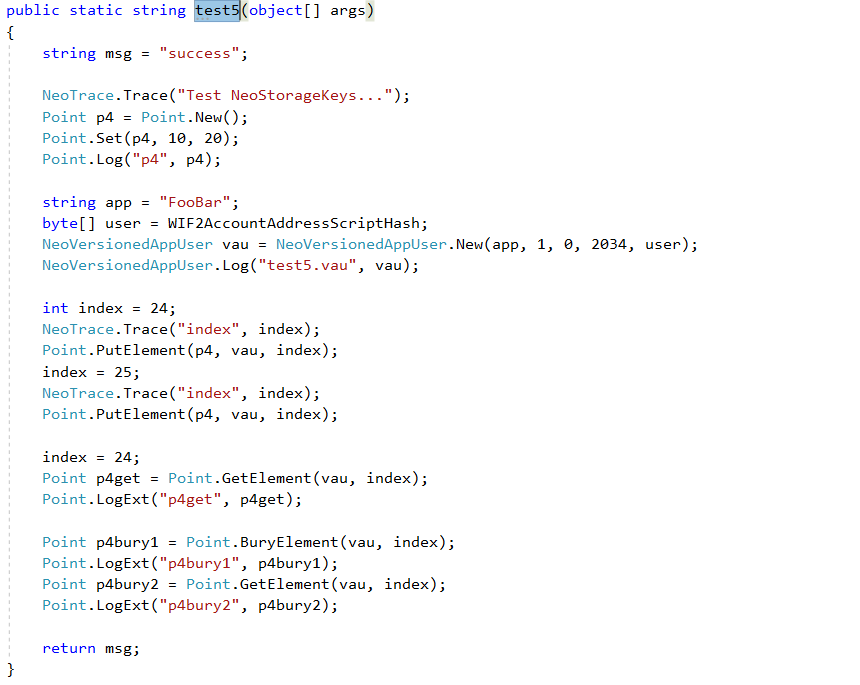 public static string test5(object[] args)
{
    string msg = "success";

    NeoTrace.Trace("Test NeoStorageKeys...");
    Point p4 = Point.New();
    Point.Set(p4, 10, 20);
    Point.Log("p4", p4);

    string app = "FooBar";
    byte[] user = WIF2AccountAddressScriptHash;
    NeoVersionedAppUser vau = NeoVersionedAppUser.New(app, 1, 0, 2034, user);
    NeoVersionedAppUser.Log("test5.vau", vau);

    int index = 24;
    NeoTrace.Trace("index", index);
    Point.PutElement(p4, vau, index);
    index = 25;
    NeoTrace.Trace("index", index);
    Point.PutElement(p4, vau, index);

    index = 24;
    Point p4get = Point.GetElement(vau, index);
    Point.LogExt("p4get", p4get);

    Point p4bury1 = Point.BuryElement(vau, index);
    Point.LogExt("p4bury1", p4bury1);
    Point p4bury2 = Point.GetElement(vau, index);
    Point.LogExt("p4bury2", p4bury2);

    return msg;
}